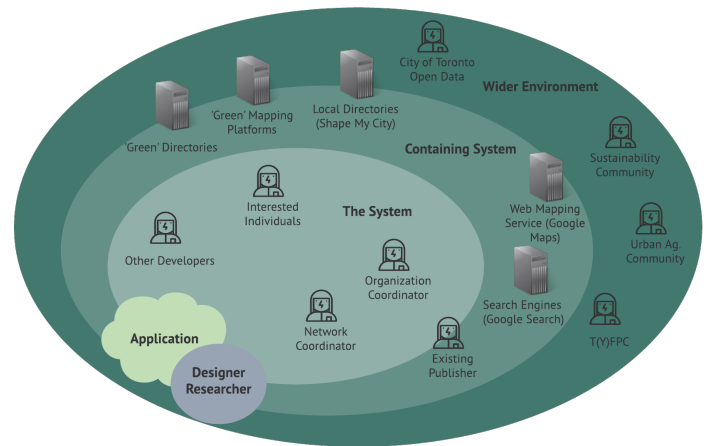 City of Toronto
Open Data
Wider Environment
'Green' Mapping
Platforms
Local Directories
(Shape My City)
'Green' Directories
Containing System
Sustainability
Community
Interested
Individuals
The System
Web Mapping
Service (Google
Maps)
Other Developers
Urban Ag.
Community
Organization
Coordinator
Search Engines
(Google Search)
Network
Coordinator
Application
T(Y)FPC
Existing
Publisher
Designer
Researcher